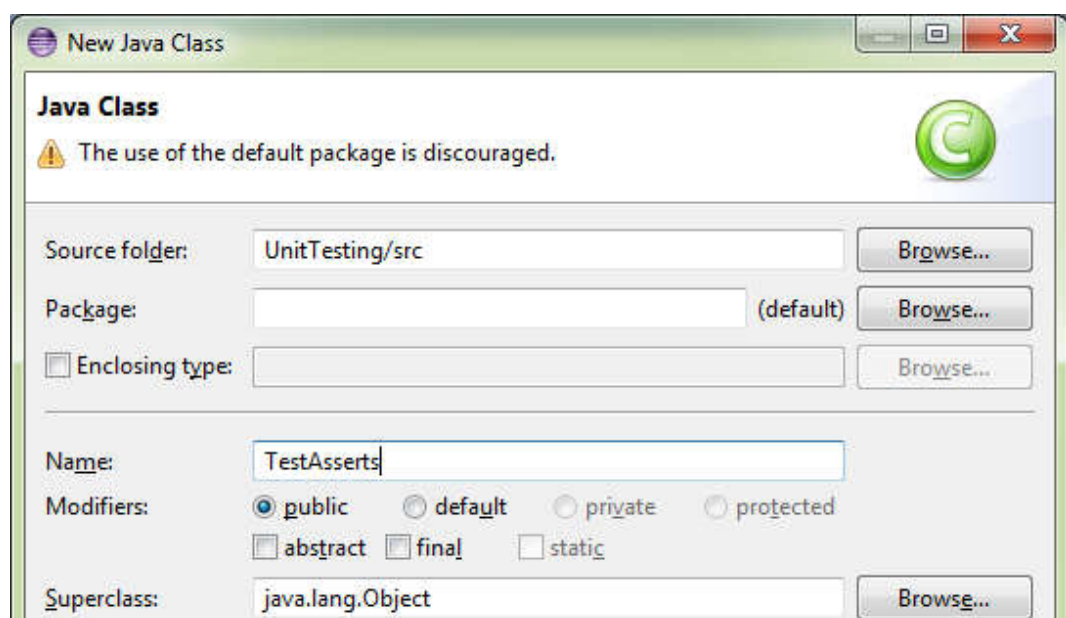 New Java Class
Java Class
The use of the default package is discouraged.
Source folder: UnitTesting/src Browse...
Package: (default) Browse...
Enclosing type: Browse...
Name: TestAsserts
Modifiers: public default private protected
abstract final static
Superclass: java.lang.Object Browse...